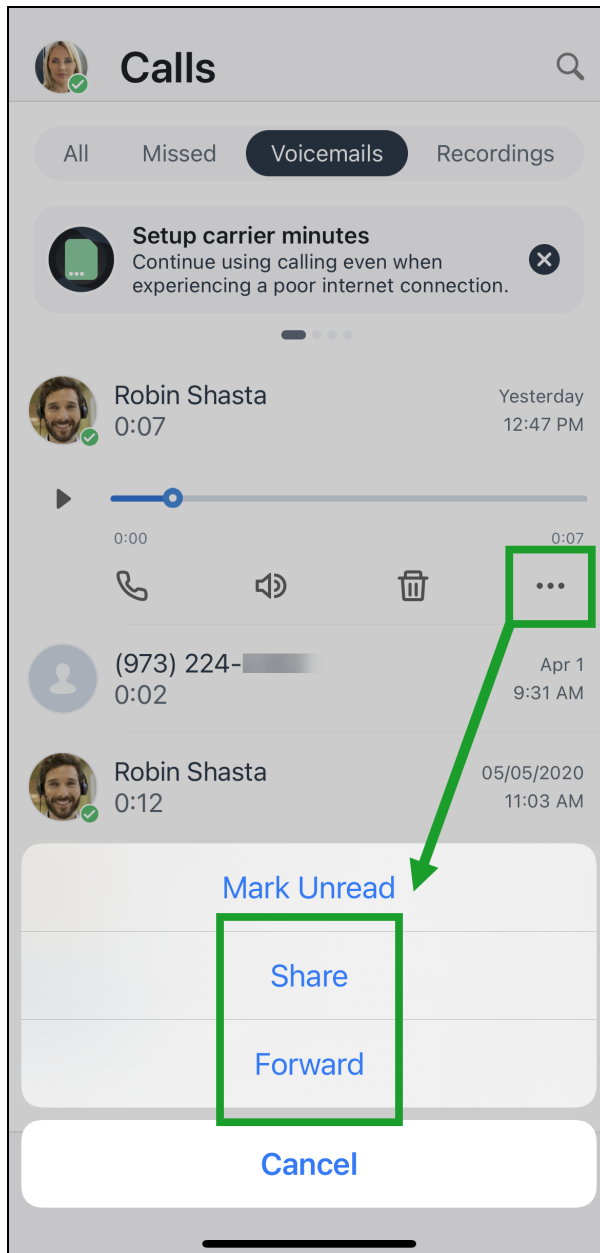 Calls
All Missed Voicemails Recordings
Setup carrier minutes
Continue using calling even when
experiencing a poor internet connection.
Robin Shasta Yesterday
0:07 12:47 PM
0:00 0:07
(973) 224- Apr 1
0:02 9:31 AM
Robin Shasta 05/05/2020
0:12 11:03 AM
Mark Unread
Share
Forward
Cancel